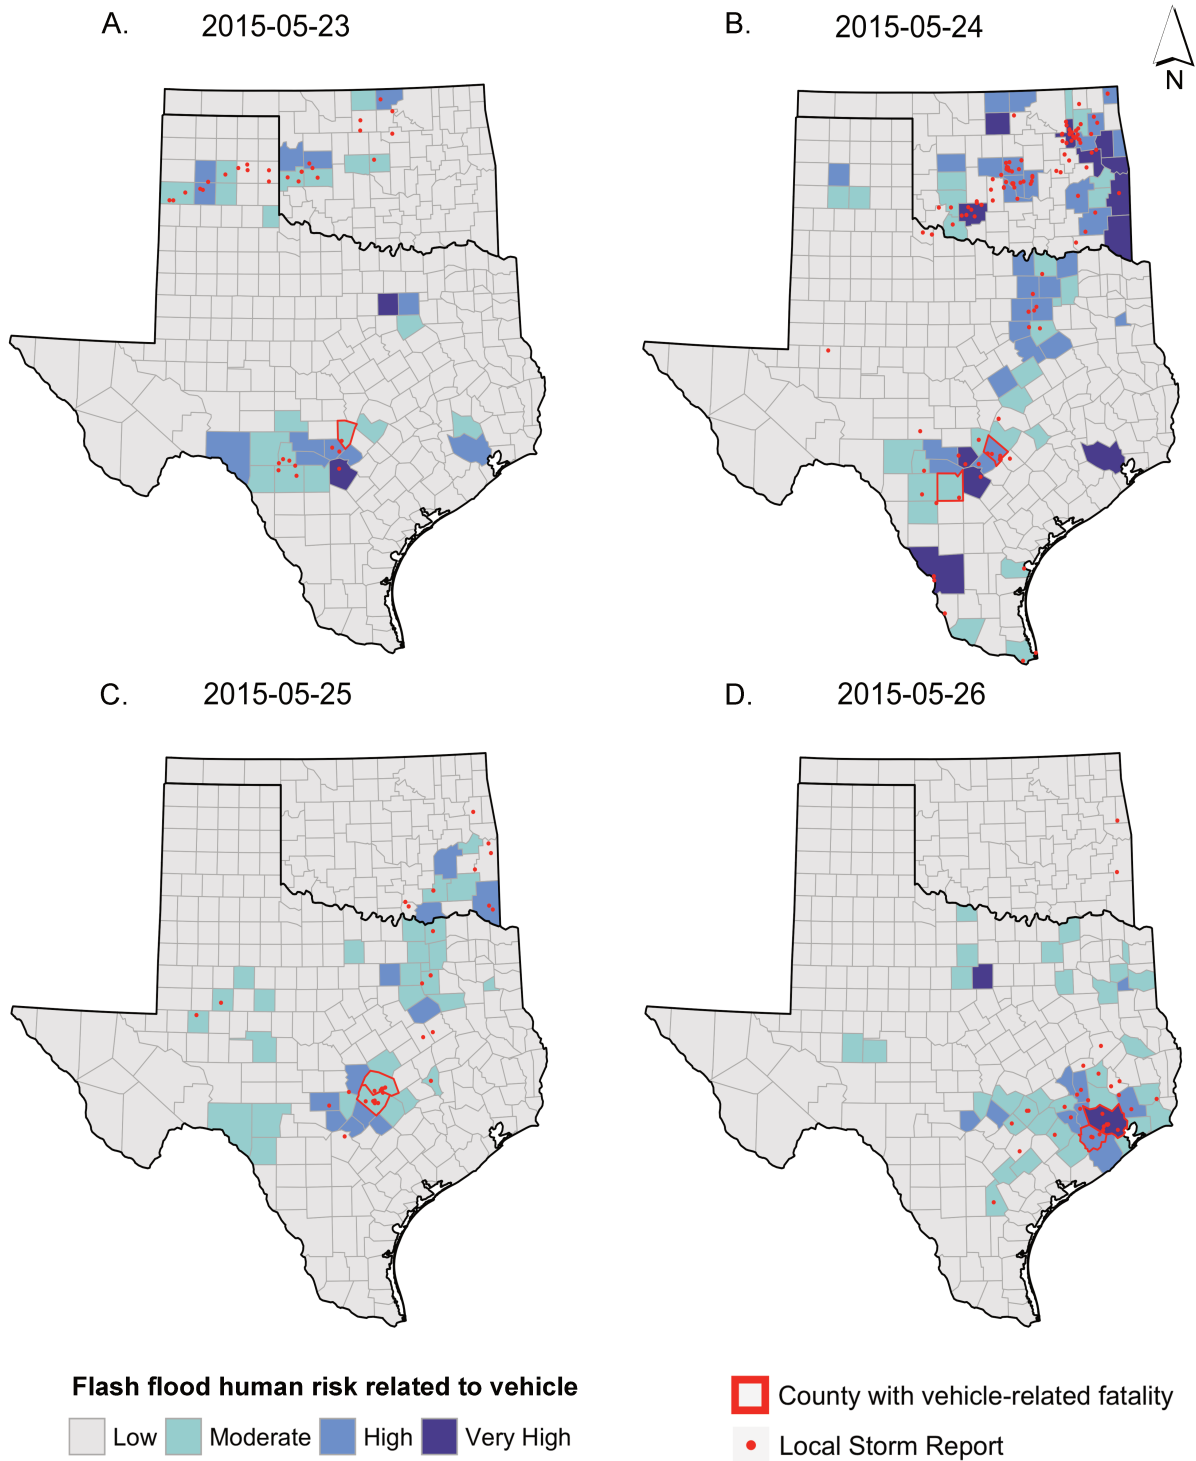 A. 2015-05-23
B. 2015-05-24
N
C. 2015-05-25
D. 2015-05-26
Flash flood human risk related to vehicle
Low Moderate High Very High
County with vehicle-related fatality
Local Storm Report